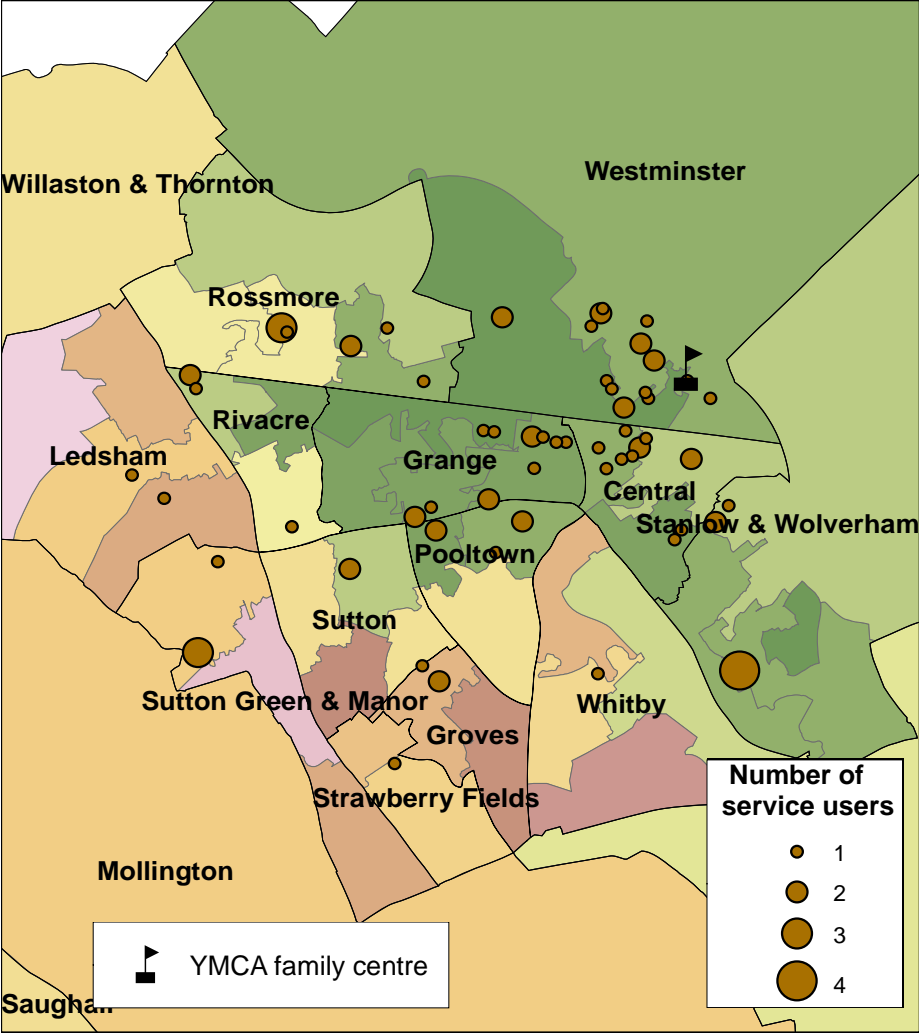 Westminster
Willaston & Thornton
Rossmore
Rivacre
Ledsham
Grange
Central
Stanlow & Wolverham
Pooltown
Sutton
Sutton Green & Manor
Whitby
Groves
Strawberry Fields
Mollington
Number of
service users
1
2
3
4
YMCA family centre